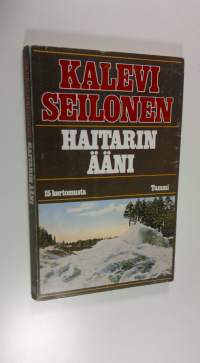 KALEVI
SEILONEN
HAITARIN
ÄÄNI
15 kertomusta Tammi